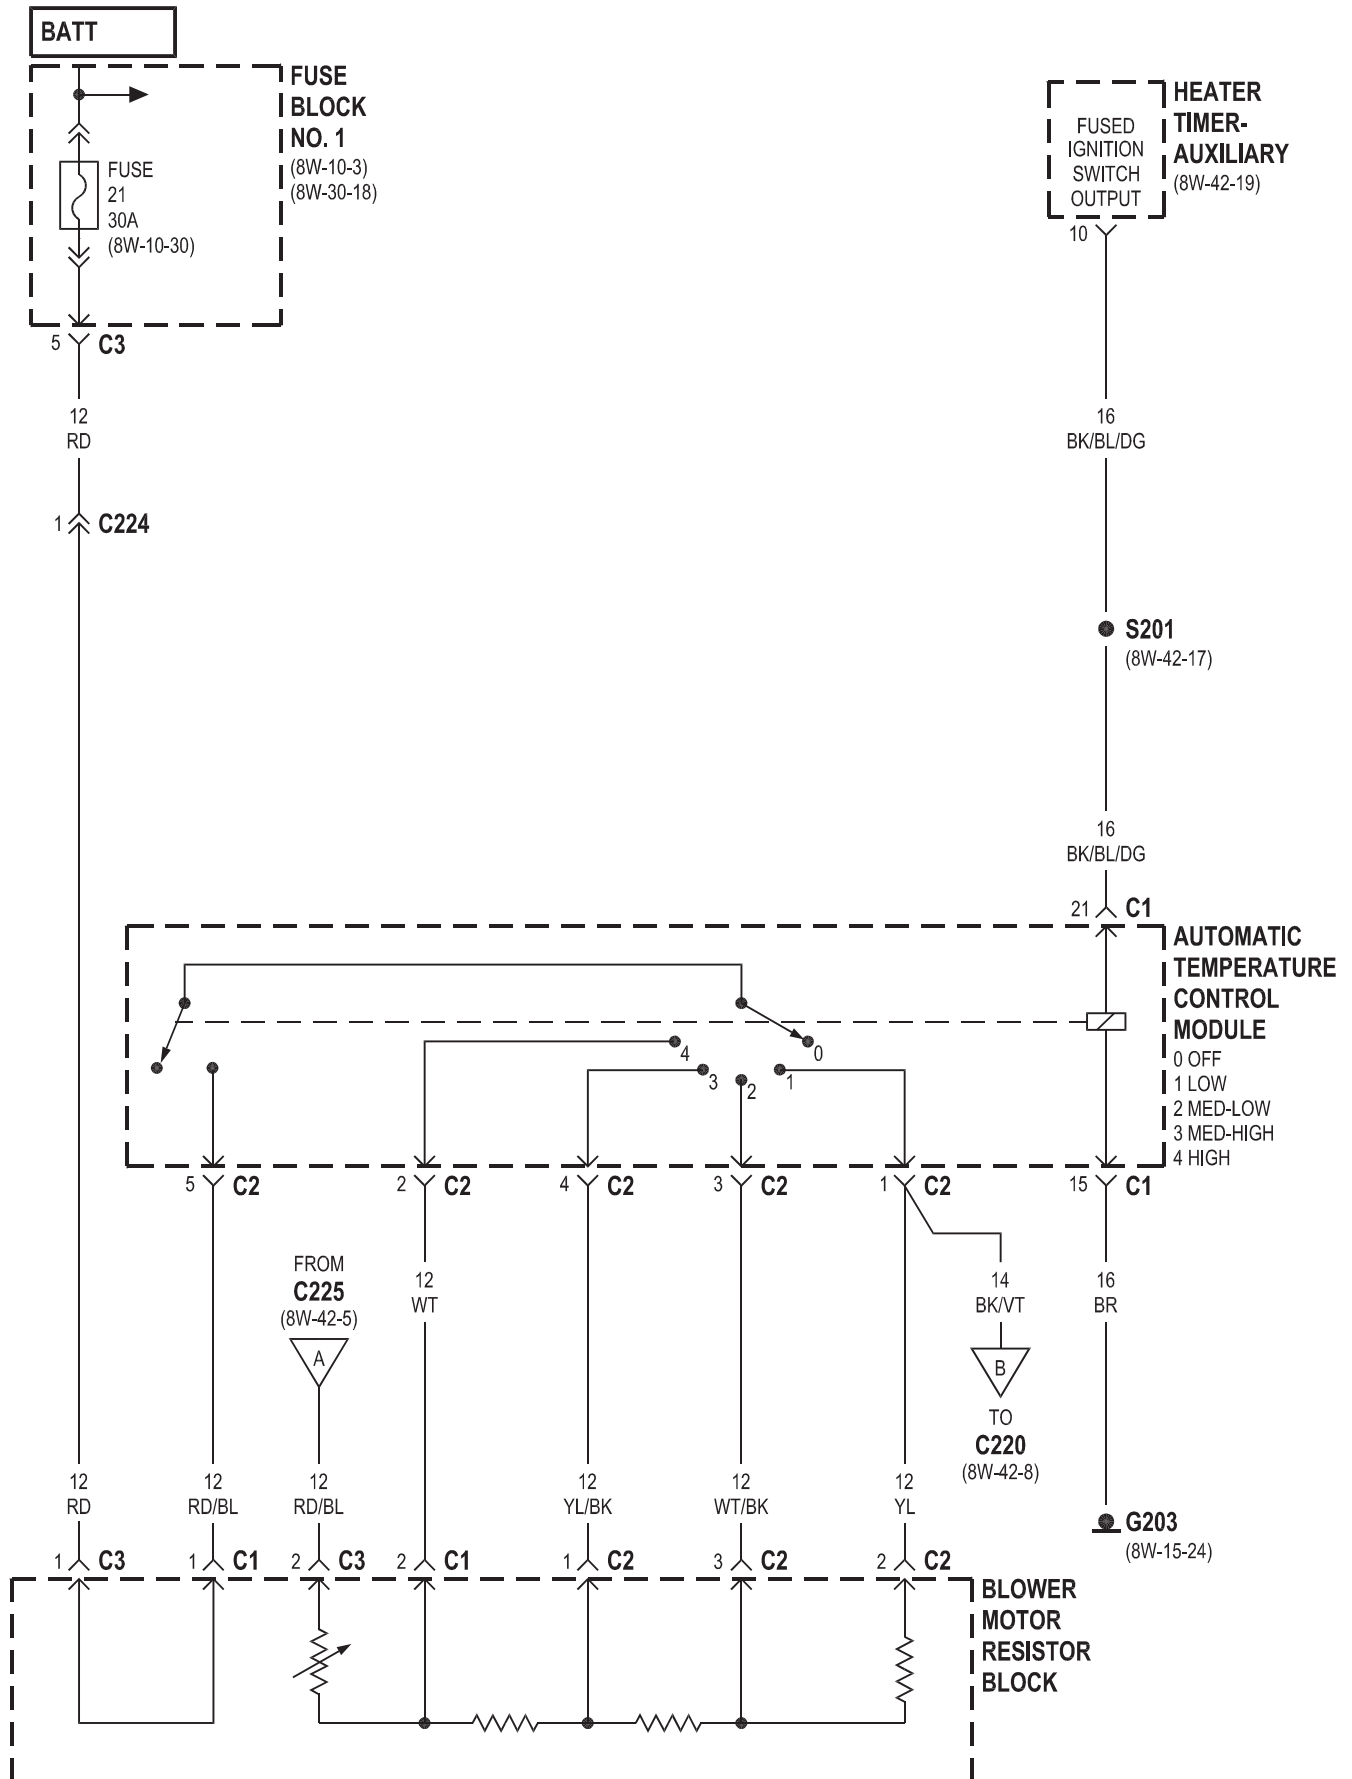 BATT
FUSE
BLOCK
NO. 1
(8W-10-3)
(8W-30-18)
FUSE
21
30A
(8W-10-30)
5 C3
12
RD
1 C224
HEATER
TIMER-
AUXILIARY
(8W-42-19)
FUSED
IGNITION
SWITCH
OUTPUT
10
16
BK/BL/DG
S201
(8W-42-17)
16
BK/BL/DG
21 C1
AUTOMATIC
TEMPERATURE
CONTROL
MODULE
0 OFF
1 LOW
2 MED-LOW
3 MED-HIGH
4 HIGH
4
3
2
1
0
5 C2
2 C2
4 C2
3 C2
1 C2
15 C1
FROM
C225
(8W-42-5)
A
12
WT
14
BK/VT
B
TO
C220
(8W-42-8)
16
BR
G203
(8W-15-24)
12
RD
12
RD/BL
12
RD/BL
12
YL/BK
12
WT/BK
12
YL
1 C3
1 C1
2 C3
2 C1
1 C2
3 C2
2 C2
BLOWER
MOTOR
RESISTOR
BLOCK